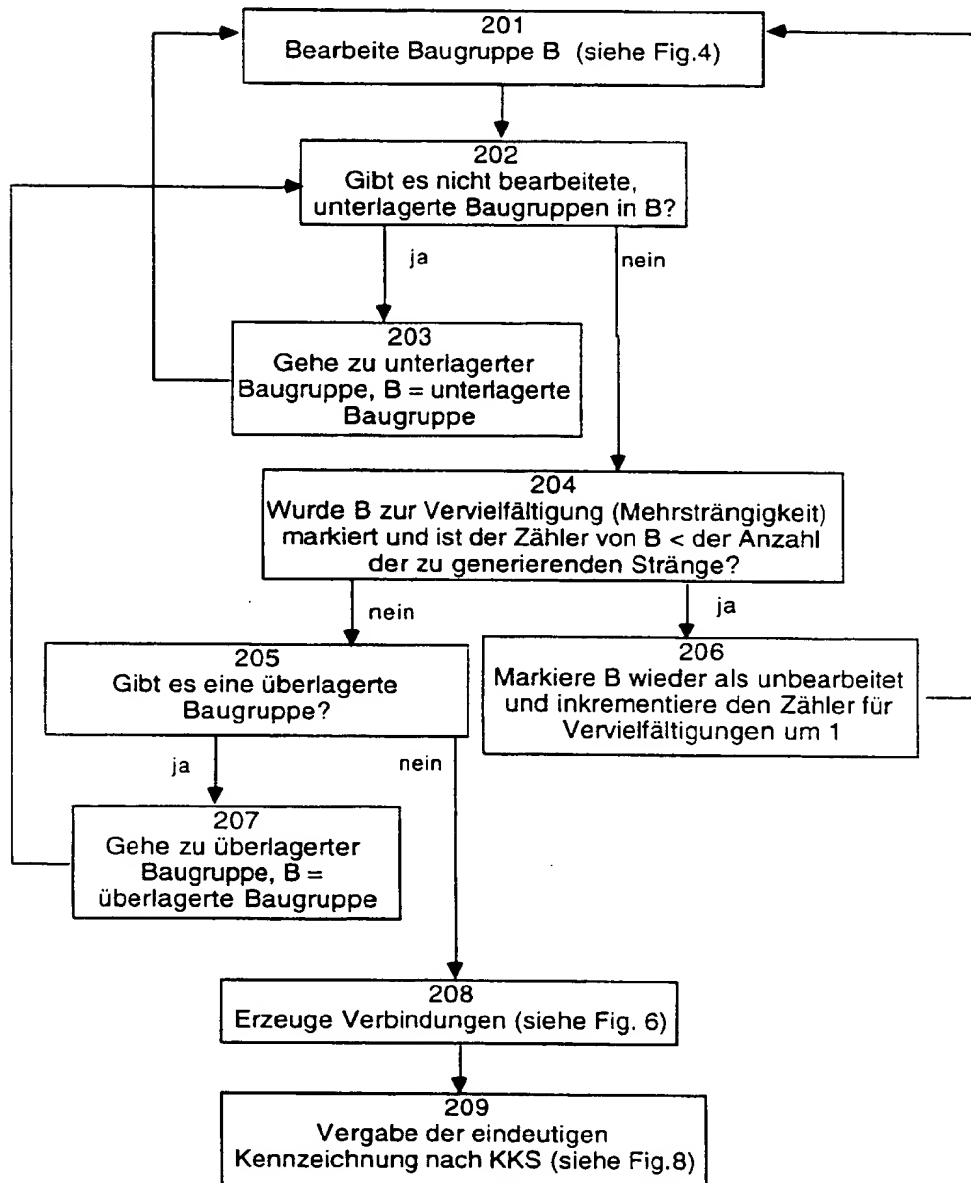 201
Bearbeite Baugruppe B (siehe Fig.4)
202
Gibt es nicht bearbeitete,
unterlagerte Baugruppen in B?
ja
nein
203
Gehe zu unterlagerter
Baugruppe, B = unterlagerte
Baugruppe
204
Wurde B zur Vervielfältigung (Mehrsträngigkeit)
markiert und ist der Zähler von B < der Anzahl
der zu generierenden Stränge?
nein
ja
205
Gibt es eine überlagerte
Baugruppe?
206
Markiere B wieder als unbearbeitet
und inkrementiere den Zähler für
Vervielfältigungen um 1
ja
nein
207
Gehe zu überlagerter
Baugruppe, B =
überlagerte Baugruppe
208
Erzeuge Verbindungen (siehe Fig. 6)
209
Vergabe der eindeutigen
Kennzeichnung nach KKS (siehe Fig.8)